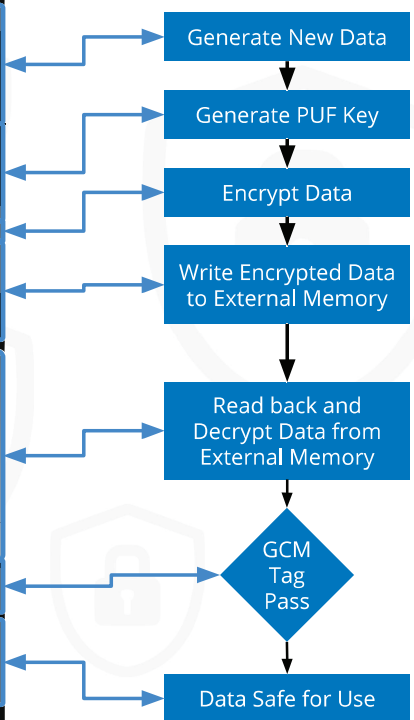 Generate New Data
Generate PUF Key
Encrypt Data
Write Encrypted Data
to External Memory
Read back and
Decrypt Data from
External Memory
GCM
Tag
Pass
Data Safe for Use